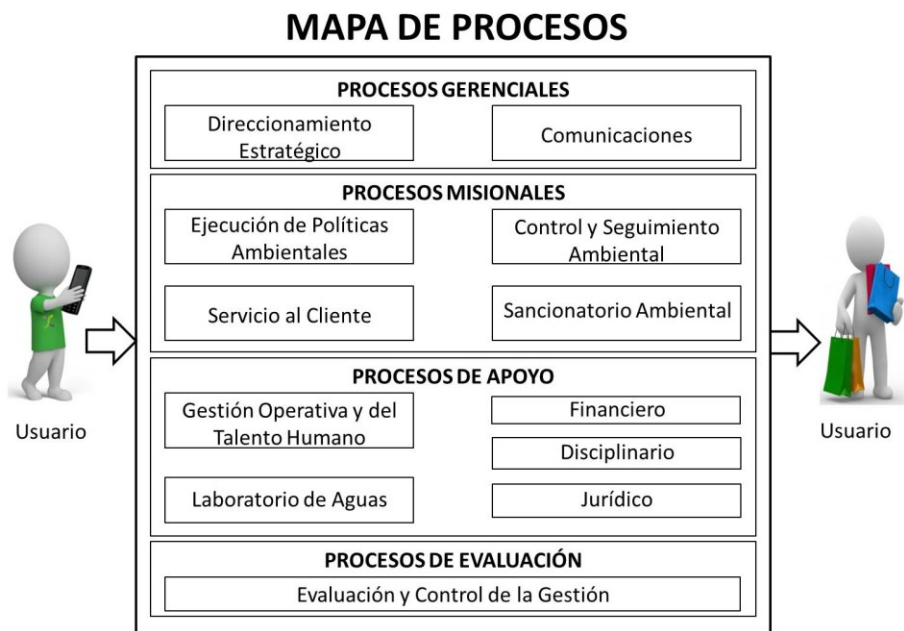 MAPA DE PROCESOS
PROCESOS GERENCIALES
Direccionamiento
Estratégico
Comunicaciones
PROCESOS MISIONALES
Ejecución de Políticas
Ambientales
Control y Seguimiento
Ambiental
Servicio al Cliente
Sancionatorio Ambiental
PROCESOS DE APOYO
Gestión Operativa y del
Talento Humano
Financiero
Disciplinario
Laboratorio de Aguas
Jurídico
PROCESOS DE EVALUACIÓN
Evaluación y Control de la Gestión
Usuario
Usuario